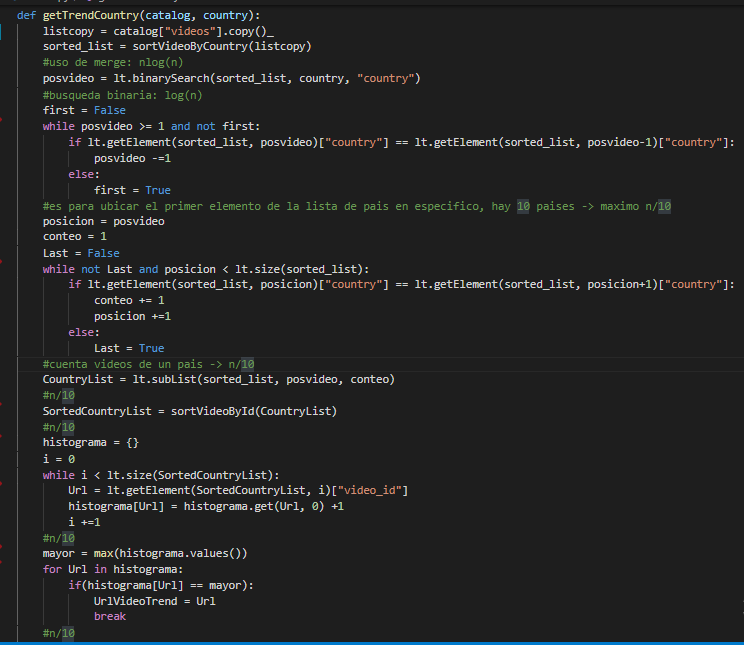 def getTrendCountry(catalog, country):
    listcopy = catalog["videos"].copy()_
    sorted_list = sortVideoByCountry(listcopy)
    #uso de merge: nlog(n)
    posvideo = lt.binarySearch(sorted_list, country, "country")
    #busqueda binaria: log(n)
    first = False
    while posvideo >= 1 and not first:
        if lt.getElement(sorted_list, posvideo)["country"] == lt.getElement(sorted_list, posvideo-1)["country"]:
            posvideo -=1
        else:
            first = True
    #es para ubicar el primer elemento de la lista de pais en especifico, hay 10 paises -> maximo n/10
    posicion = posvideo
    conteo = 1
    Last = False
    while not Last and posicion < lt.size(sorted_list):
        if lt.getElement(sorted_list, posicion)["country"] == lt.getElement(sorted_list, posicion+1)["country"]:
            conteo += 1
            posicion +=1
        else:
            Last = True
    #cuenta videos de un pais -> n/10
    CountryList = lt.subList(sorted_list, posvideo, conteo)
    #n/10
    SortedCountryList = sortVideoById(CountryList)
    #n/10
    histograma = {}
    i = 0
    while i < lt.size(SortedCountryList):
        Url = lt.getElement(SortedCountryList, i)["video_id"]
        histograma[Url] = histograma.get(Url, 0) +1
        i +=1
    #n/10
    mayor = max(histograma.values())
    for Url in histograma:
        if(histograma[Url] == mayor):
            UrlVideoTrend = Url
            break
    #n/10